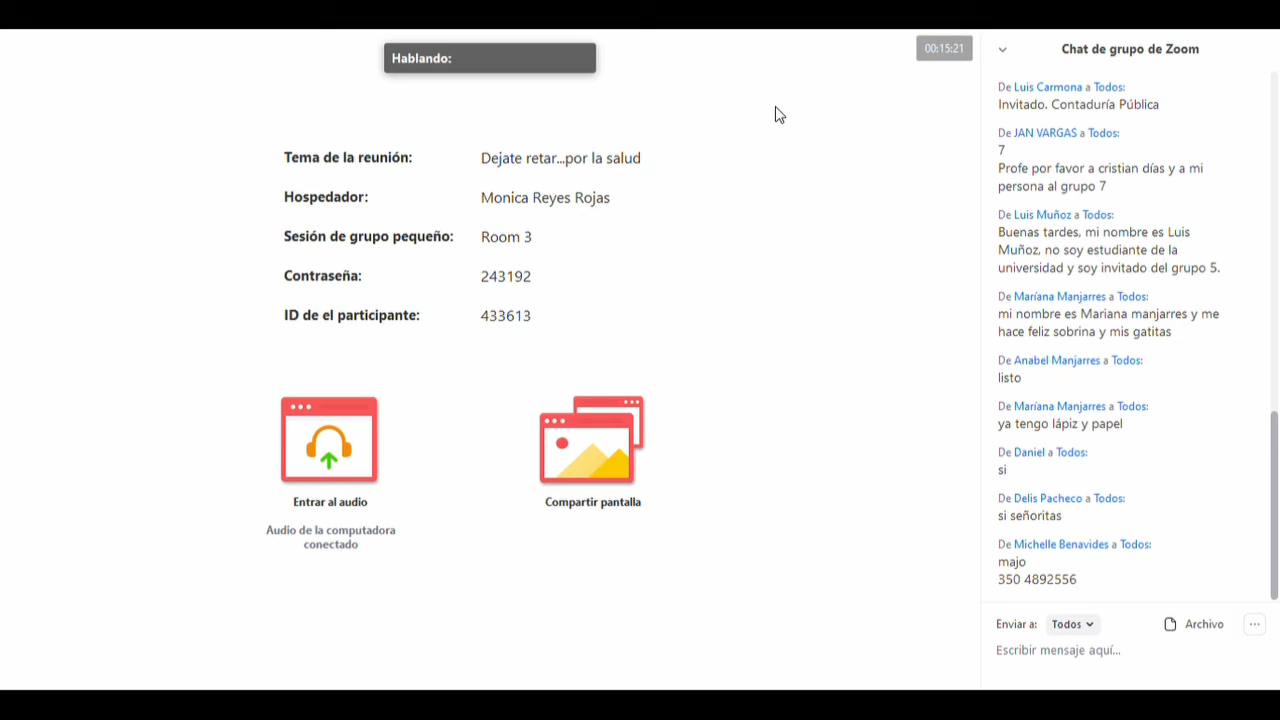 Hablando:
00:15:21
Tema de la reunión: Dejate retar...por la salud
Hospedador: Monica Reyes Rojas
Sesión de grupo pequeño: Room 3
Contraseña: 243192
ID de el participante: 433613
Entrar al audio
Audio de la computadora
conectado
Compartir pantalla
Chat de grupo de Zoom
De Luis Carmona a Todos:
Invitado. Contaduría Pública
De JAN VARGAS a Todos:
7
Profe por favor a cristian días y a mi
persona al grupo 7
De Luis Muñoz a Todos:
Buenas tardes, mi nombre es Luis
Muñoz, no soy estudiante de la
universidad y soy invitado del grupo 5.
De Maríana Manjarres a Todos:
mi nombre es Mariana manjarres y me
hace feliz sobrina y mis gatitas
De Anabel Manjarres a Todos:
listo
De Maríana Manjarres a Todos:
ya tengo lápiz y papel
De Daniel a Todos:
si
De Delis Pacheco a Todos:
si señoritas
De Michelle Benavides a Todos:
majo
350 4892556
Enviar a: Todos
Archivo
Escribir mensaje aquí...